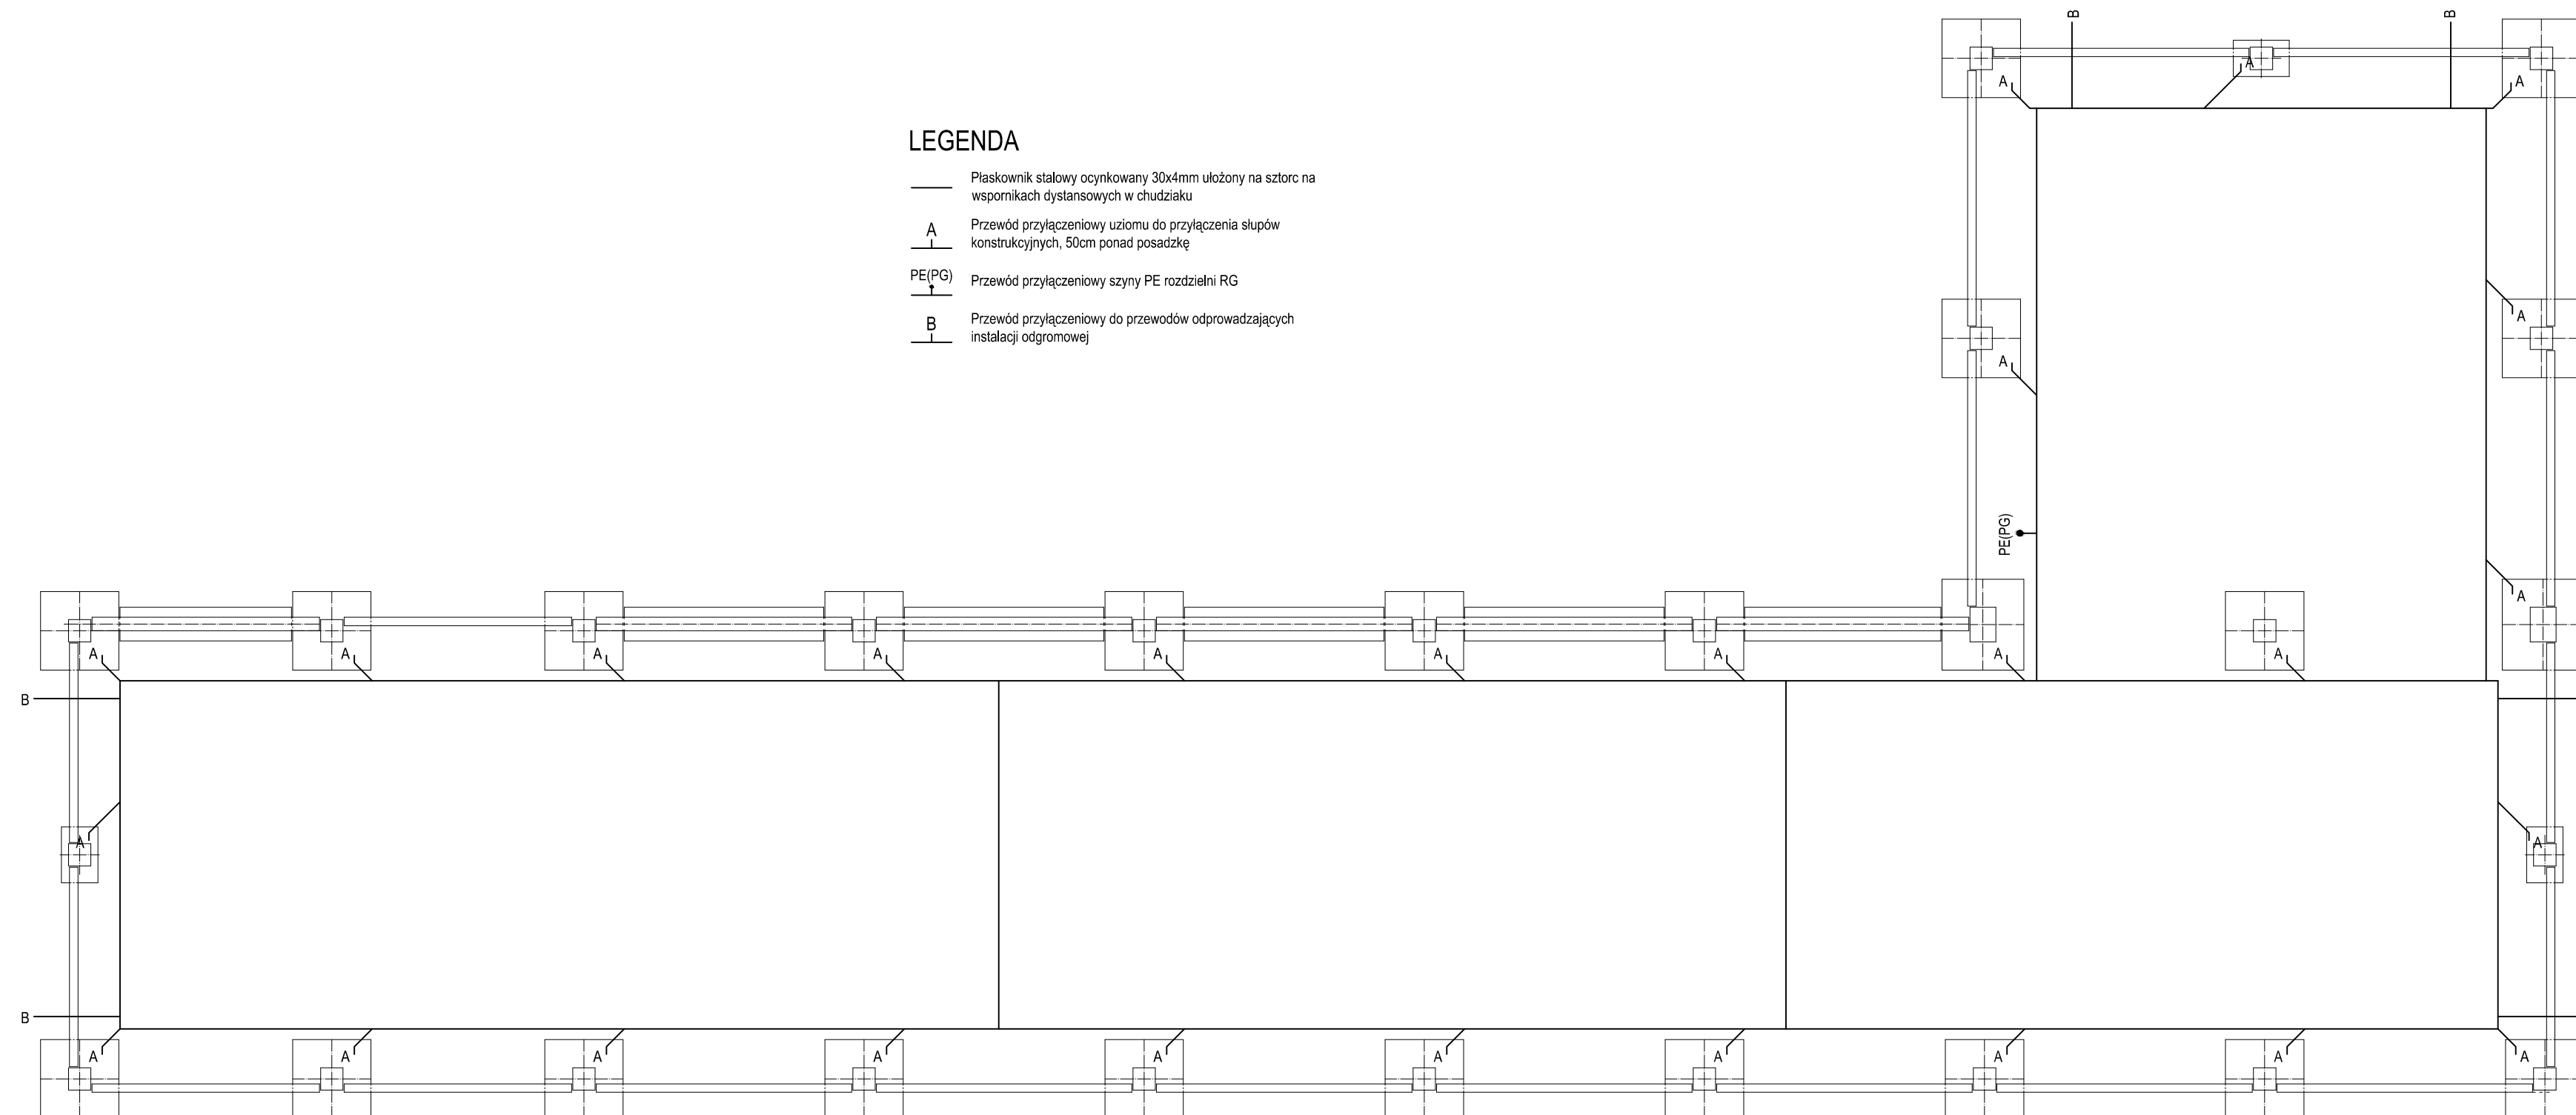 B
B
A
A
A
LEGENDA
Płaskownik stalowy ocynkowany 30x4mm ułożony na sztorc na
wspornikach dystansowych w chudziaku
A
Przewód przyłączeniowy uziomu do przyłączenia słupów
konstrukcyjnych, 50cm ponad posadzkę
PE(PG)
Przewód przyłączeniowy szyny PE rozdzielni RG
B
Przewód przyłączeniowy do przewodów odprowadzających
instalacji odgromowej
A
A
PE(PG)
A
A
A
A
A
A
A
A
A
A
B
A
A
B
A
A
A
A
A
A
A
A
A
A